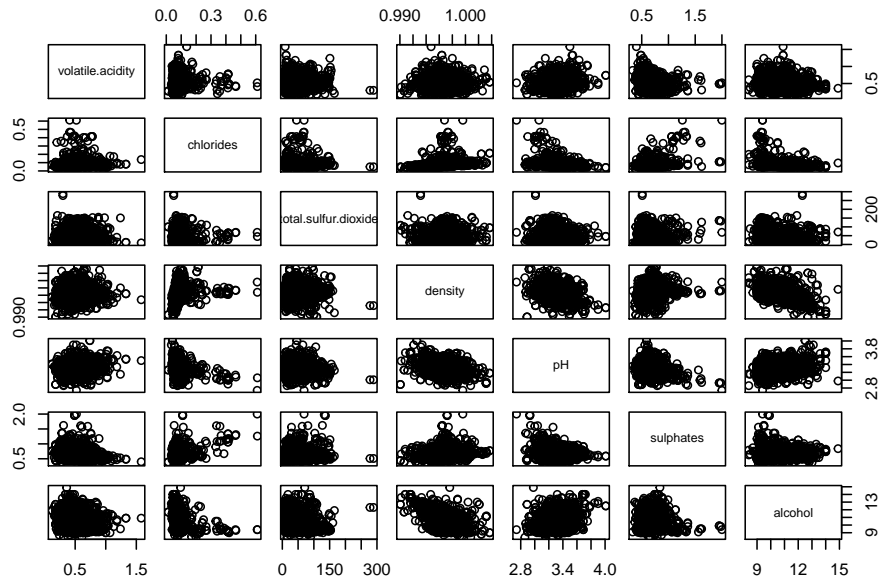 0.0 0.3 0.6 0.990 1.000 0.5 1.5
volatile.acidity 0.5
0.0 0.5 chlorides
total.sulfur.dioxide 0 200
0.990 density
pH 2.8 3.8
0.5 2.0 sulphates
alcohol 9 13
0.5 1.5 0 150 300 2.8 3.4 4.0 9 12 15